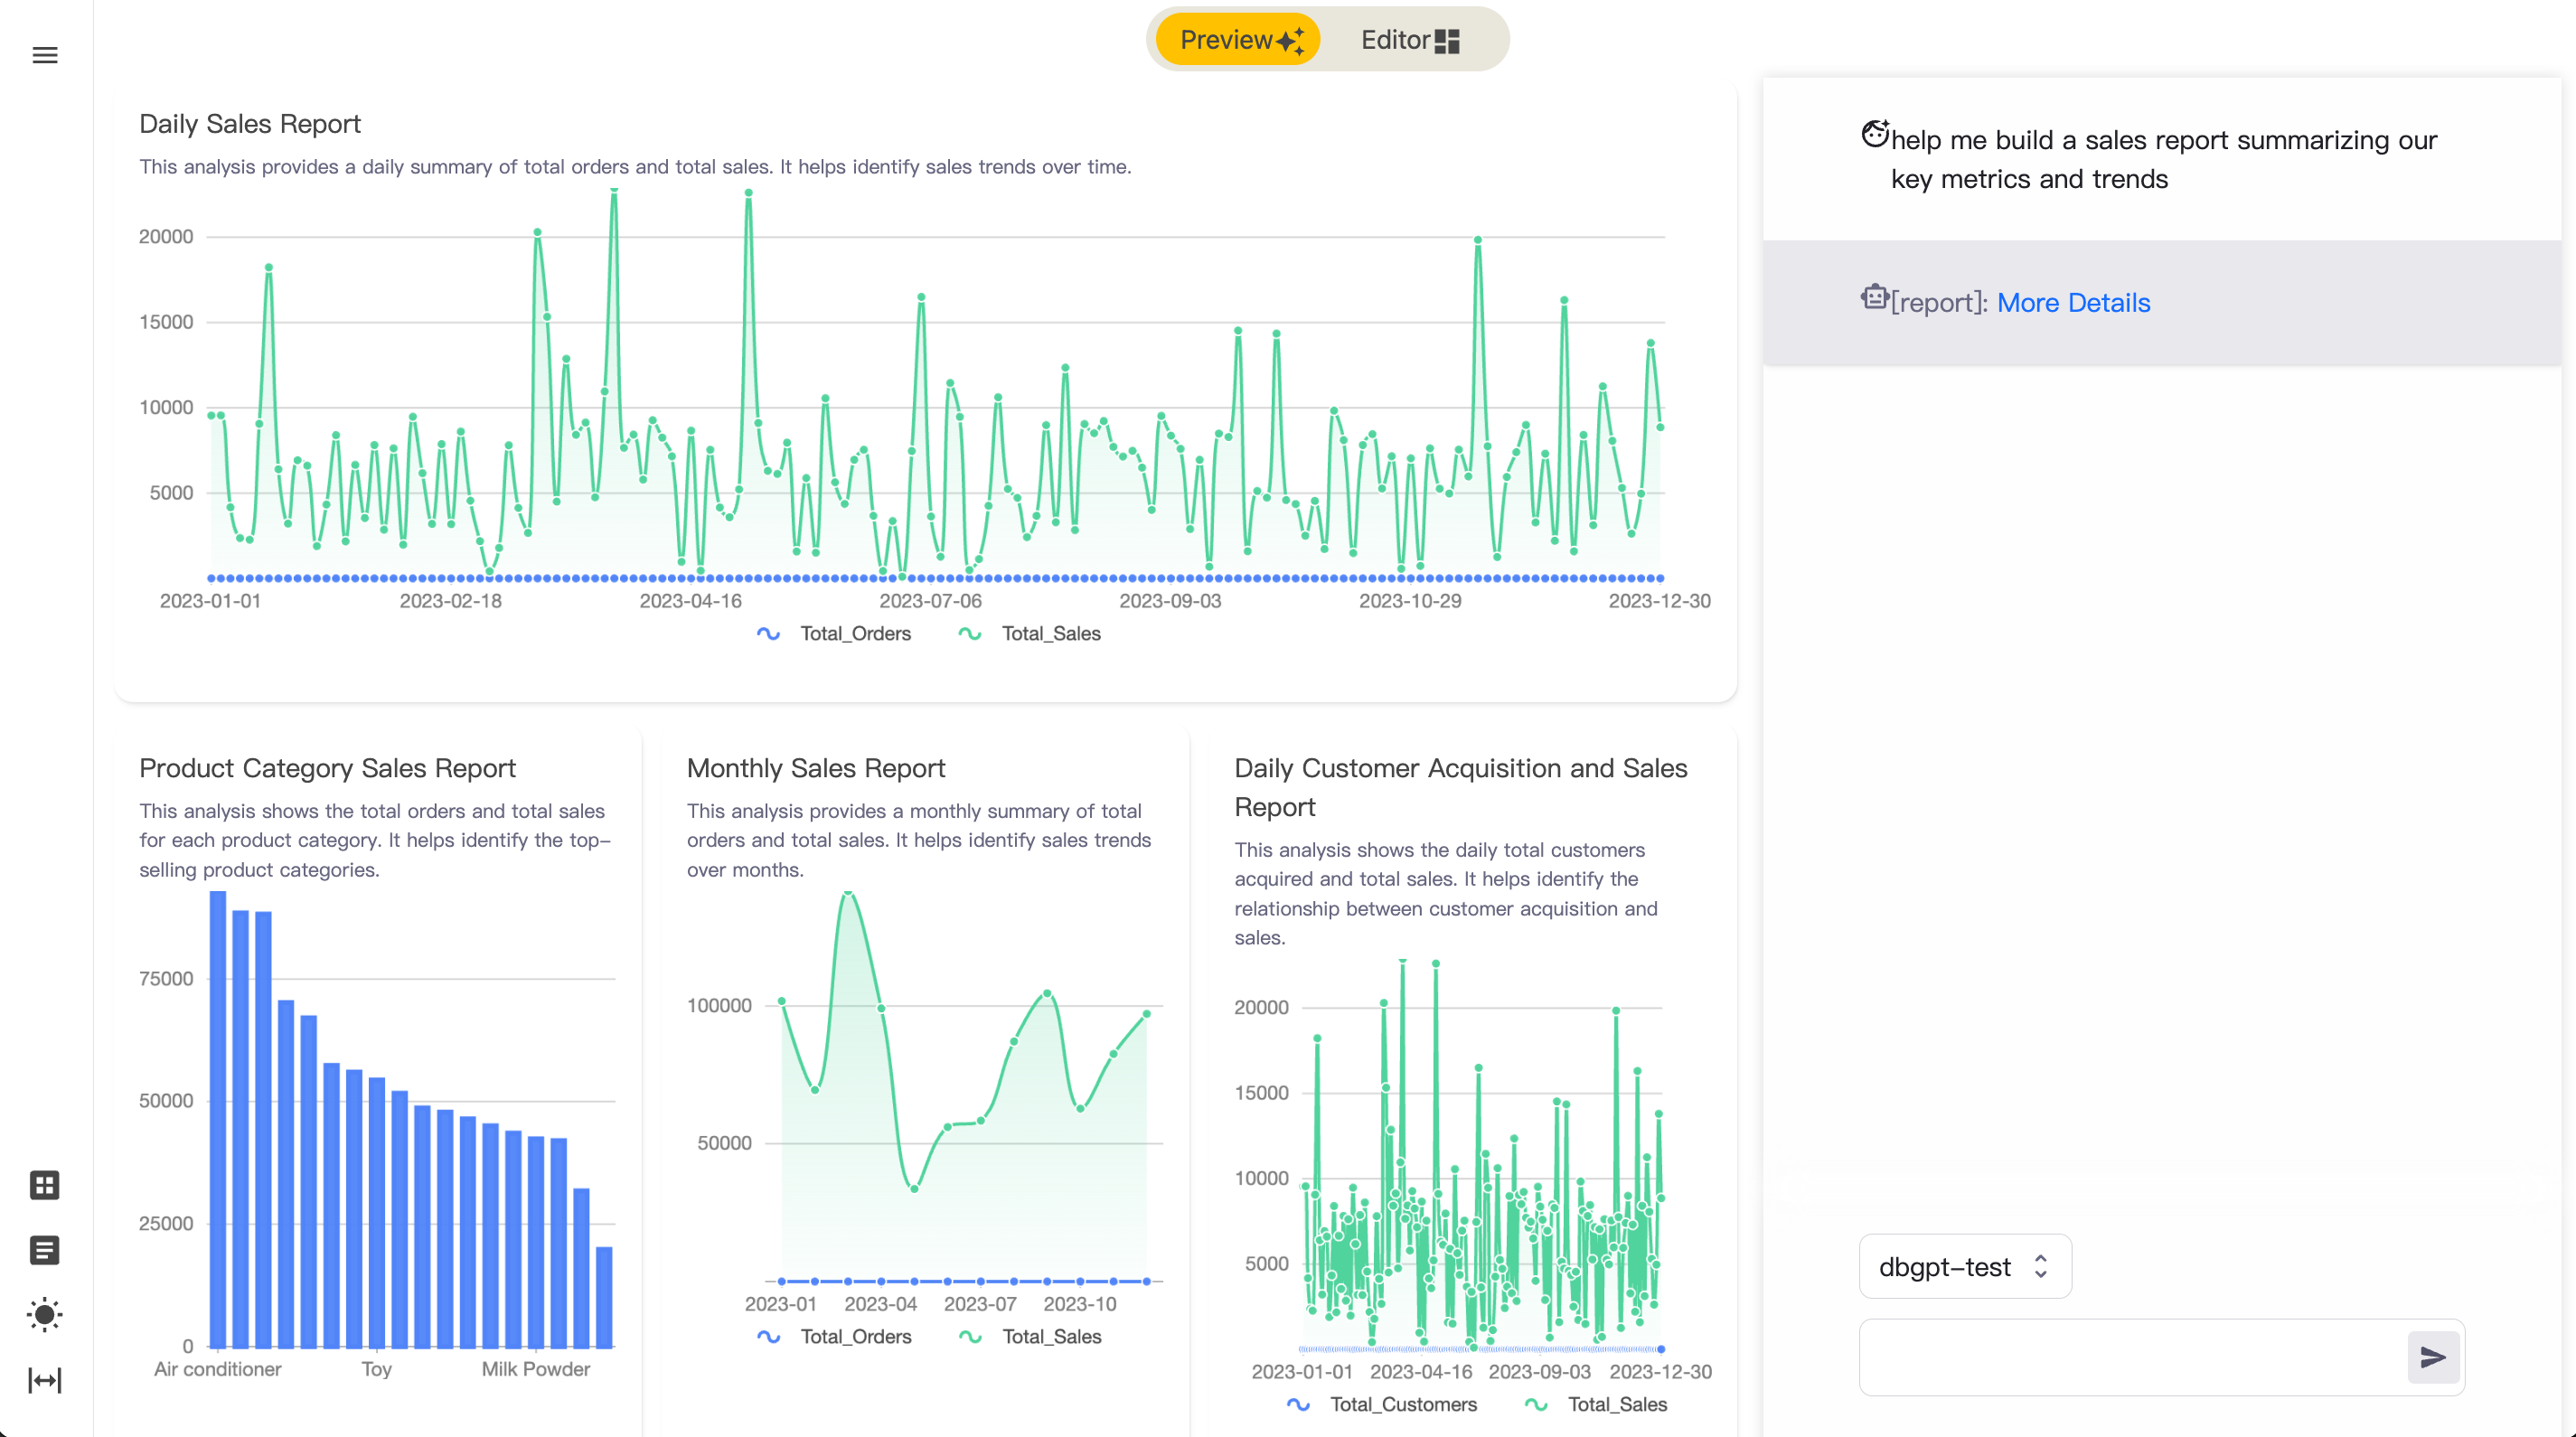 Preview
Editor
Daily Sales Report
This analysis provides a daily summary of total orders and total sales. It helps identify sales trends over time.
20000
15000
10000
5000
2023-01-01
2023-02-18
2023-04-16
2023-07-06
2023-09-03
2023-10-29
2023-12-30
Total_Orders
Total_Sales
Product Category Sales Report
This analysis shows the total orders and total sales
for each product category. It helps identify the top-
selling product categories.
75000
50000
25000
0
Air conditioner
Toy
Milk Powder
Monthly Sales Report
This analysis provides a monthly summary of total
orders and total sales. It helps identify sales trends
over months.
100000
50000
2023-01
2023-04
2023-07
2023-10
Total_Orders
Total_Sales
Daily Customer Acquisition and Sales
Report
This analysis shows the daily total customers
acquired and total sales. It helps identify the
relationship between customer acquisition and
sales.
20000
15000
10000
5000
2023-01-01
2023-04-16
2023-09-03
2023-12-30
Total_Customers
Total_Sales
help me build a sales report summarizing our
key metrics and trends
[report]: More Details
dbgpt-test